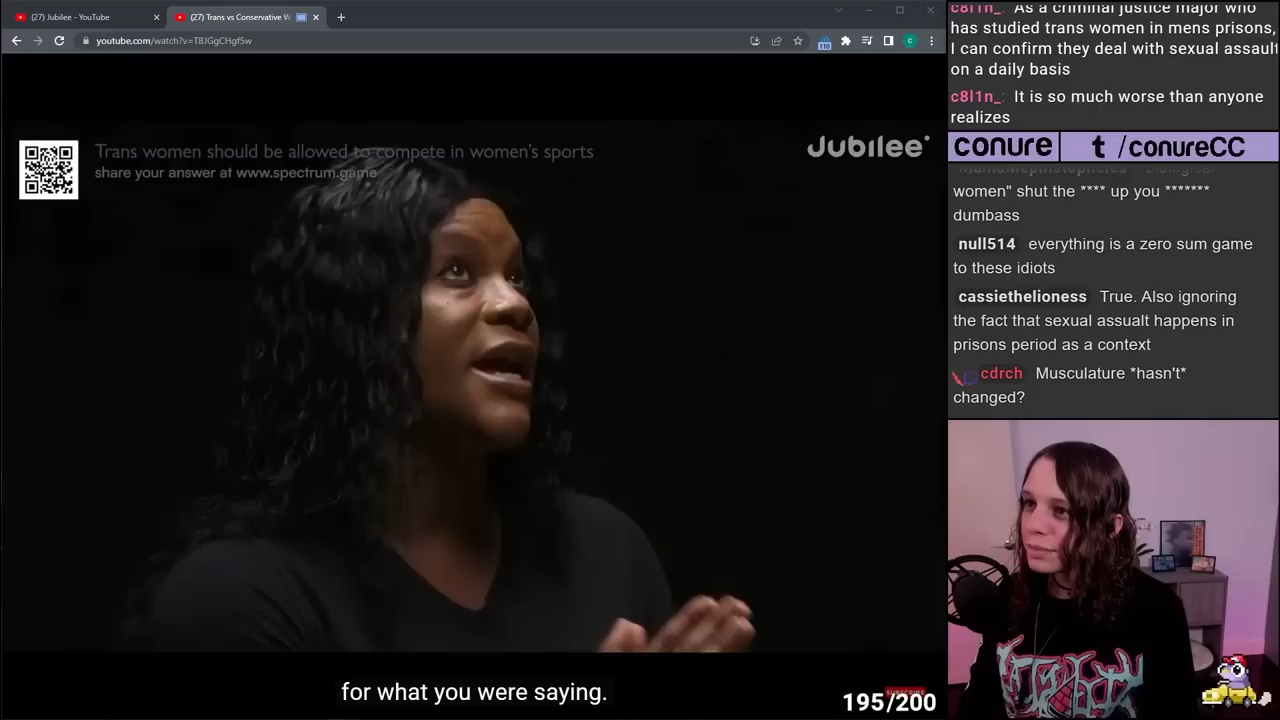 (27) Jubilee - YouTube
(27) Trans vs Conservative W
youtube.com/watch?v=TBJGgCHgf5w
Trans women should be allowed to compete in women's sports
share your answer at www.spectrum.game
Jubilee
for what you were saying.
195/200
c8l1n_: As a criminal justice major who
has studied trans women in mens prisons,
I can confirm they deal with sexual assault
on a daily basis
c8l1n_: It is so much worse than anyone
realizes
conure
t /conureCC
women" shut the **** up you *******
dumbass
null514 everything is a zero sum game
to these idiots
cassiethelioness True. Also ignoring
the fact that sexual assualt happens in
prisons period as a context
cdrch Musculature *hasn't*
changed?